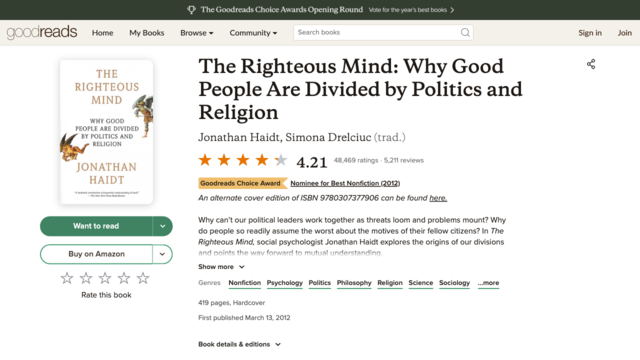 The Goodreads Choice Awards Opening Round Vote for the year's best books
goodreads Home My Books Browse Community Search books Sign in Join
THE
RIGHTEOUS
MIND
WHY GOOD
PEOPLE ARE DIVIDED
BY POLITICS AND
RELIGION
JONATHAN
HAIDT
Want to read
Buy on Amazon
Rate this book
The Righteous Mind: Why Good
People Are Divided by Politics and
Religion
Jonathan Haidt, Simona Drelciuc (trad.)
4.21 48,469 ratings · 5,211 reviews
Goodreads Choice Award Nominee for Best Nonfiction (2012)
An alternate cover edition of ISBN 9780307377906 can be found here.
Why can't our political leaders work together as threats loom and problems mount? Why
do people so readily assume the worst about the motives of their fellow citizens? In The
Righteous Mind, social psychologist Jonathan Haidt explores the origins of our divisions
and points the way forward to mutual understanding.
Show more
Genres Nonfiction Psychology Politics Philosophy Religion Science Sociology ...more
419 pages, Hardcover
First published March 13, 2012
Book details & editions